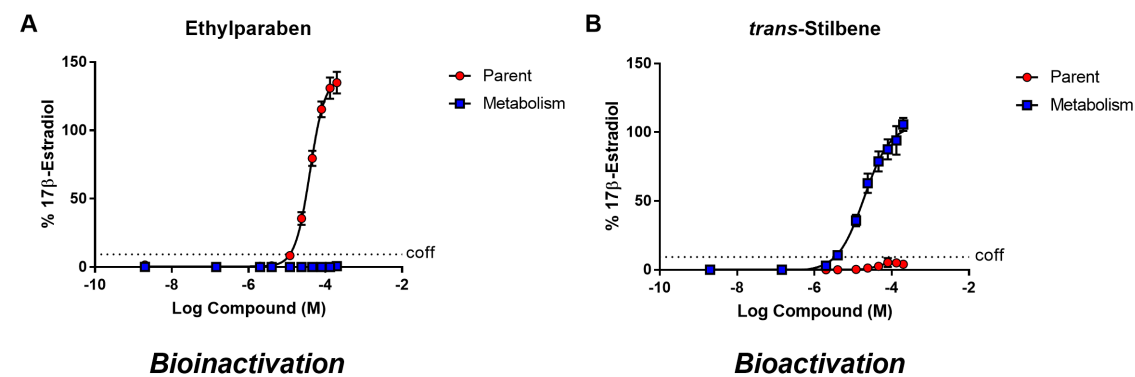 A
Ethylparaben
150
100
50
0
% 17β-Estradiol
-10
-8
-6
-4
-2
Log Compound (M)
coff
Parent
Metabolism
Bioinactivation
B
trans-Stilbene
150
100
50
0
% 17β-Estradiol
-10
-8
-6
-4
-2
Log Compound (M)
coff
Parent
Metabolism
Bioactivation